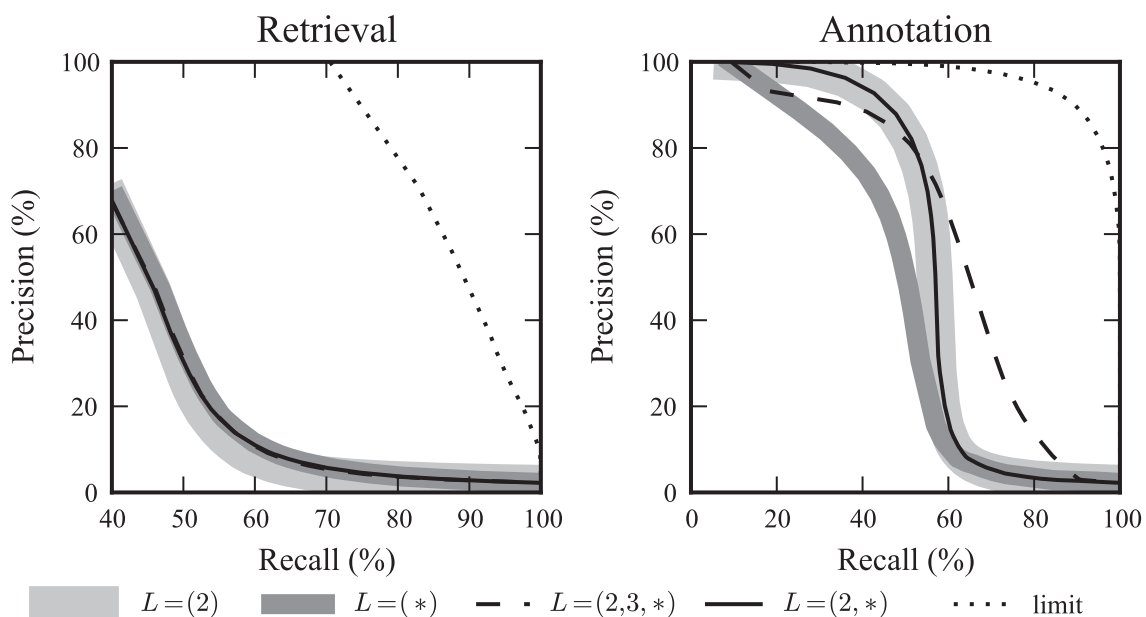 Retrieval
Annotation
100
80
60
40
20
0
Precision (%)
40 50 60 70 80 90 100
Recall (%)
100
80
60
40
20
0
Precision (%)
0 20 40 60 80 100
Recall (%)
L=(2) L=(*) L=(2,3,*) L=(2,*) limit